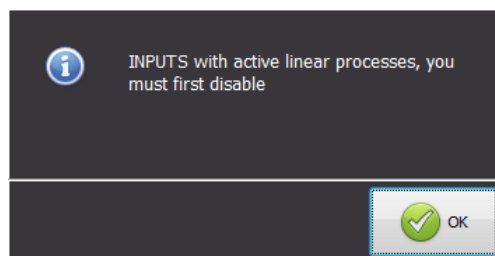 INPUTS with active linear processes, you
must first disable
OK